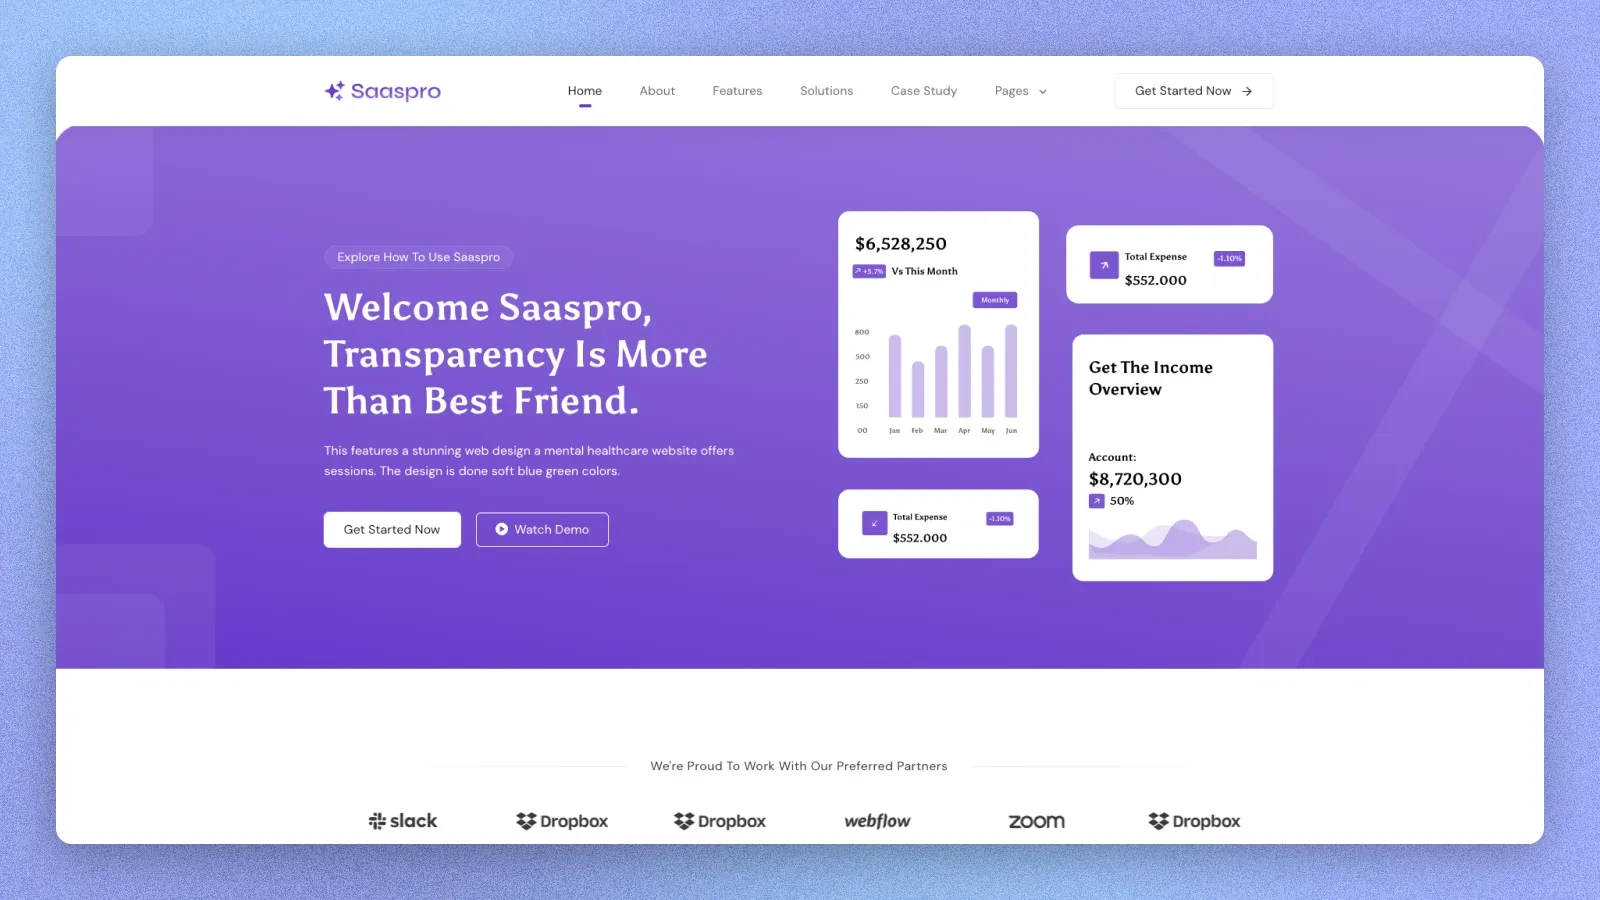 Saaspro
Home
About
Features
Solutions
Case Study
Pages
Get Started Now
Explore How To Use Saaspro
Welcome Saaspro,
Transparency Is More
Than Best Friend.
This features a stunning web design a mental healthcare website offers
sessions. The design is done soft blue green colors.
Get Started Now
Watch Demo
$6,528,250
+5.7%
Vs This Month
Monthly
800
500
250
150
00
Jan Feb Mar Apr May Jun
Total Expense
-1.10%
$552.000
Total Expense
-1.10%
$552.000
Get The Income
Overview
Account:
$8,720,300
50%
We're Proud To Work With Our Preferred Partners
slack
Dropbox
Dropbox
webflow
zoom
Dropbox